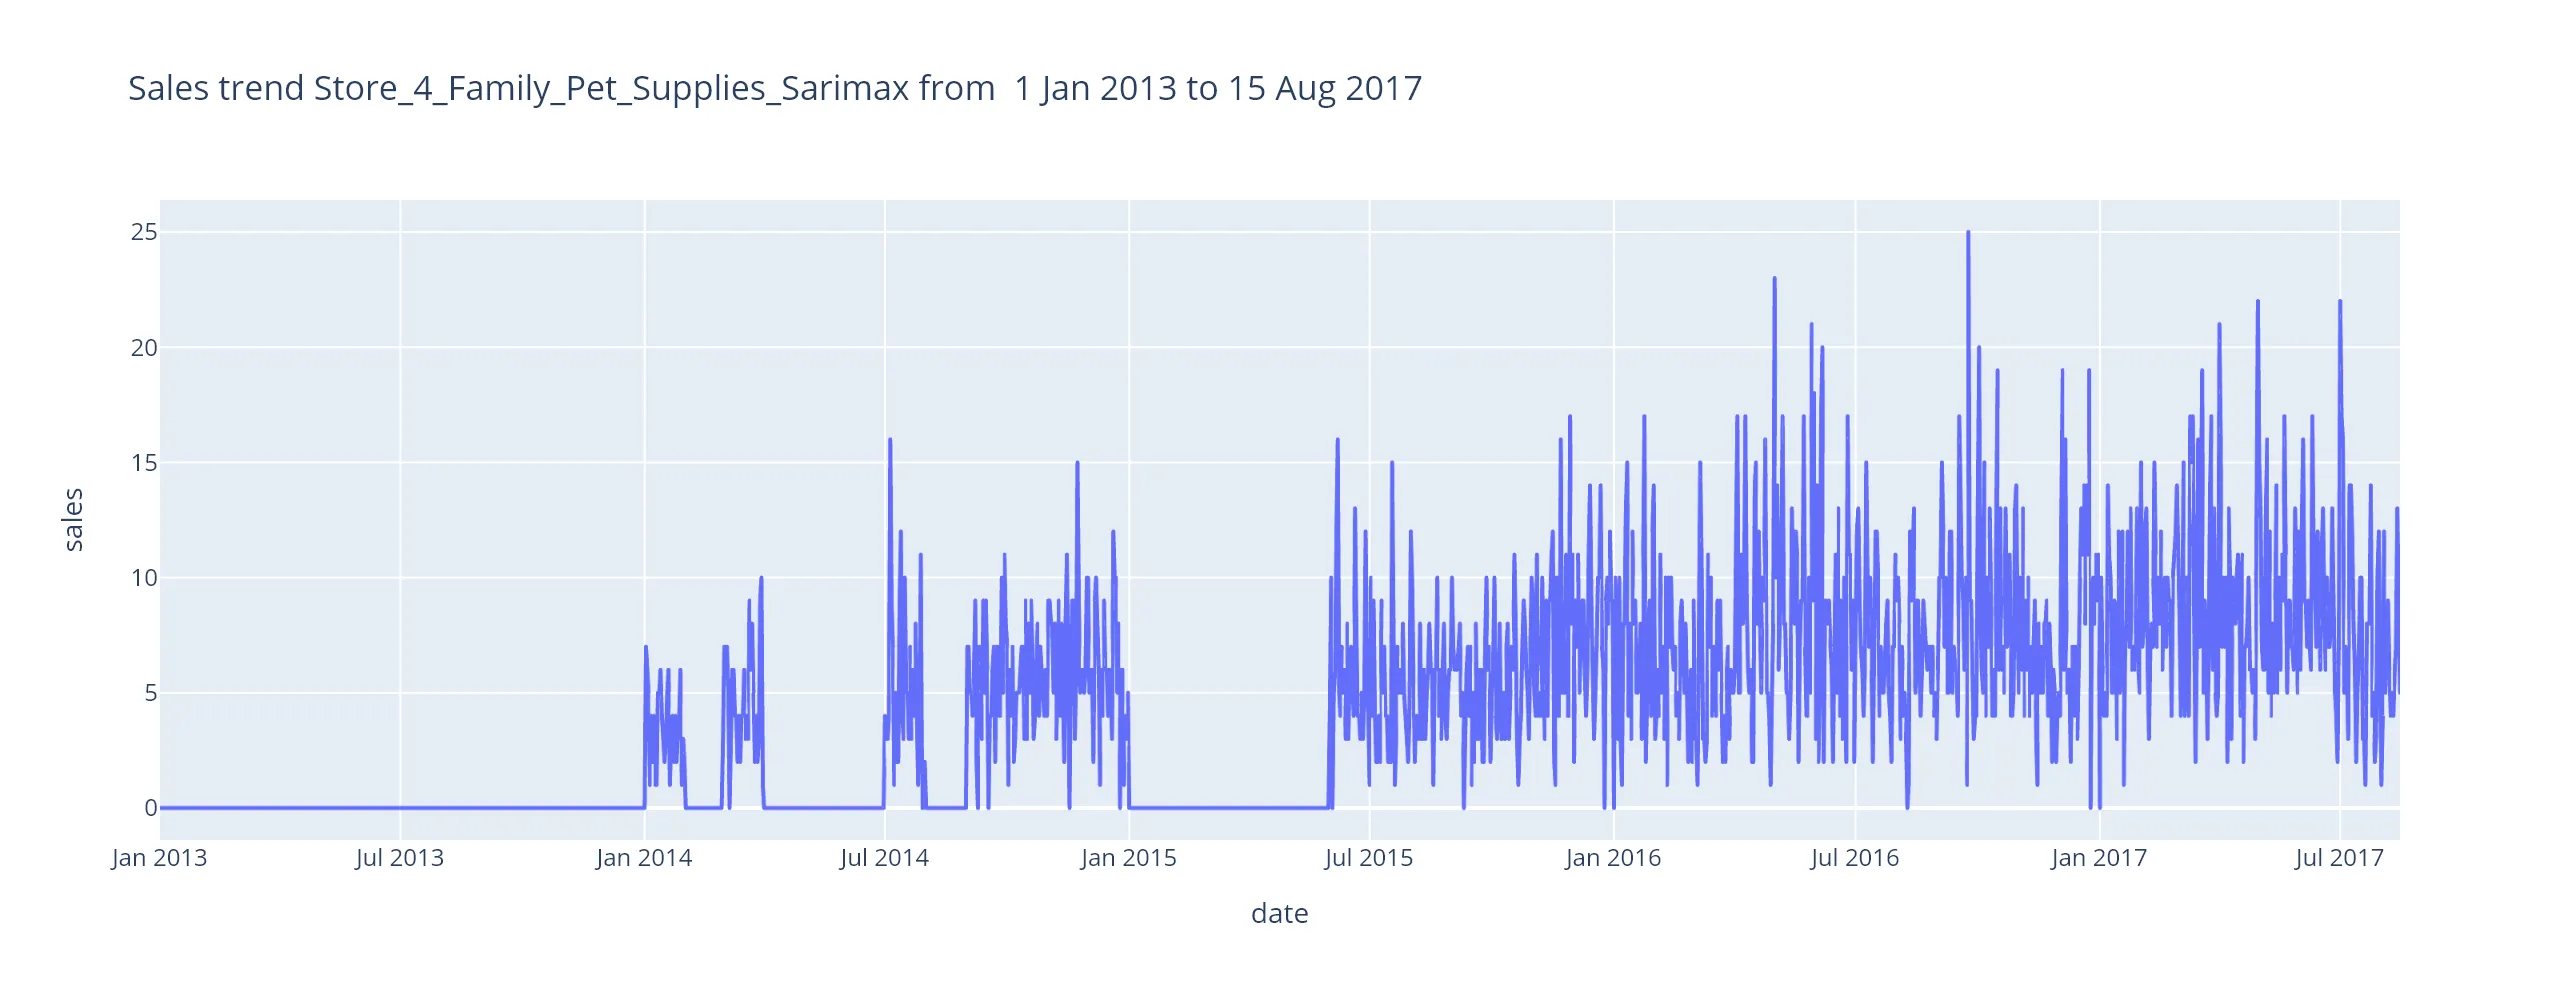 Sales trend Store_4_Family_Pet_Supplies_Sarimax from  1 Jan 2013 to 15 Aug 2017
25
20
15
10
5
0
sales
Jan 2013 Jul 2013 Jan 2014 Jul 2014 Jan 2015 Jul 2015 Jan 2016 Jul 2016 Jan 2017 Jul 2017
date